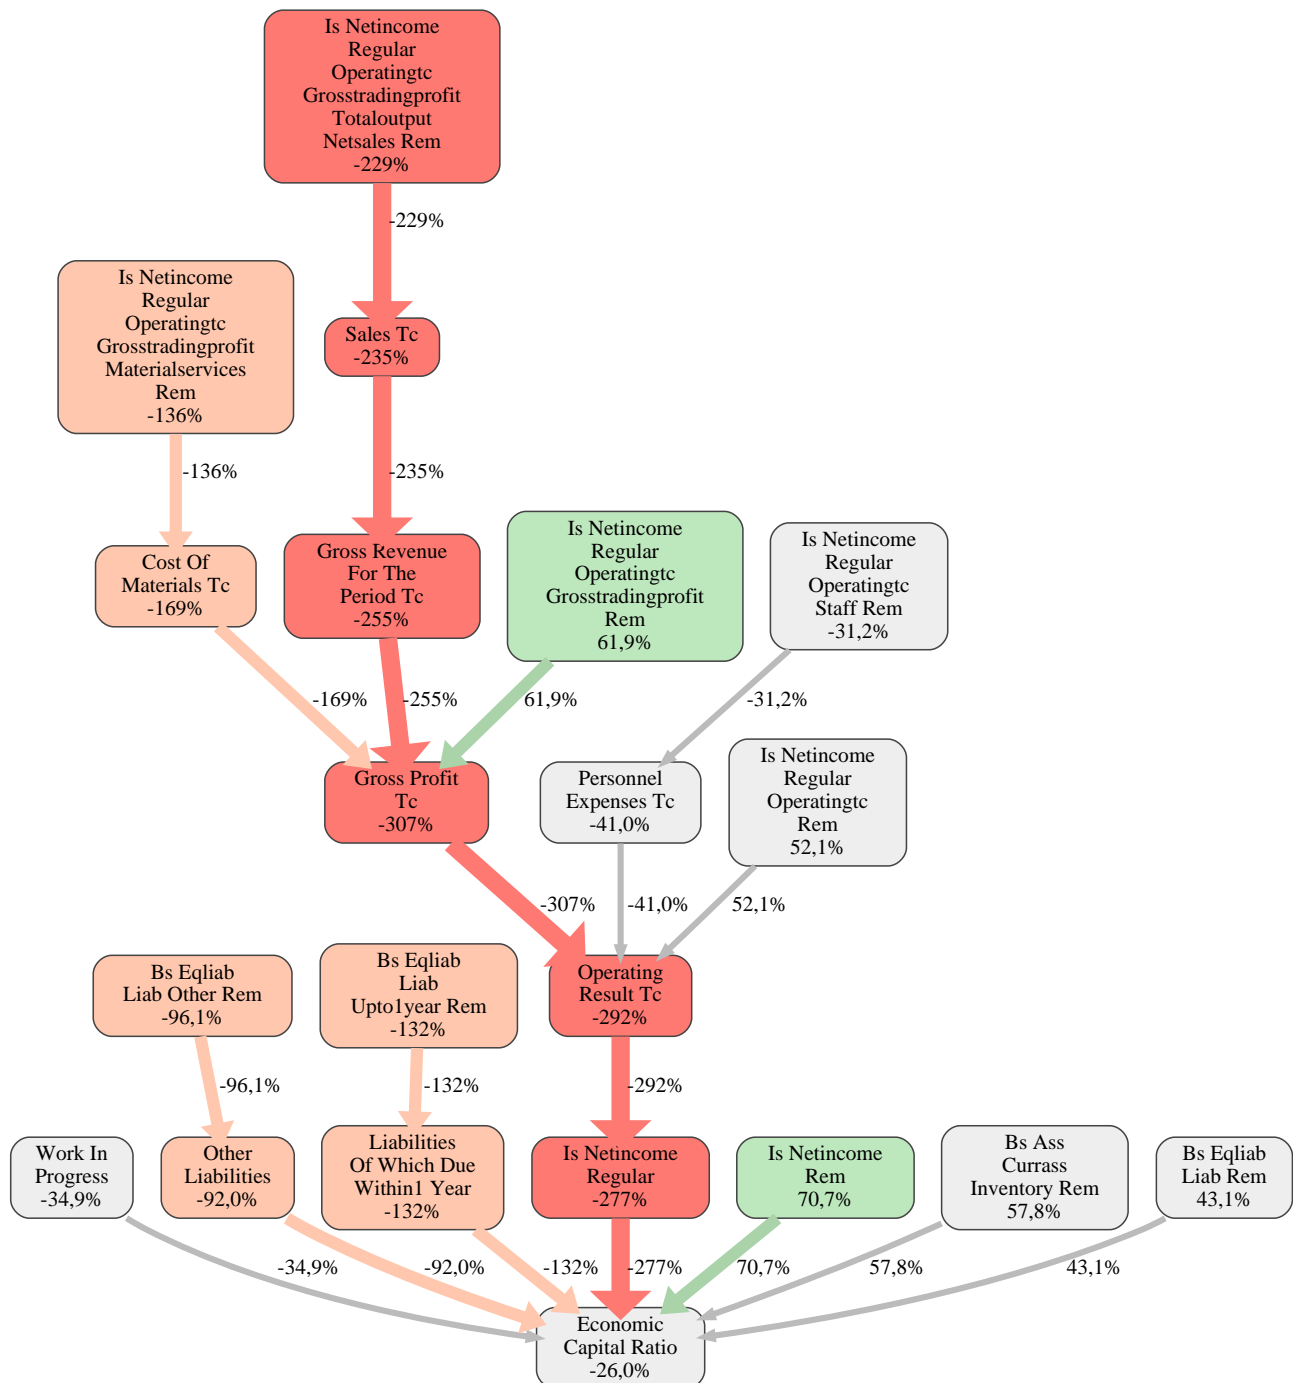 Is Netincome
Regular
Operatingtc
Grosstradingprofit
Totaloutput
Netsales Rem
-229%
-229%
Is Netincome
Regular
Operatingtc
Grosstradingprofit
Materialservices
Rem
-136%
Sales Tc
-235%
-136%
-235%
Cost Of
Materials Tc
-169%
Gross Revenue
For The
Period Tc
-255%
Is Netincome
Regular
Operatingtc
Grosstradingprofit
Rem
61,9%
Is Netincome
Regular
Operatingtc
Staff Rem
-31,2%
-169%
-255%
61,9%
-31,2%
Gross Profit
Tc
-307%
Personnel
Expenses Tc
-41,0%
Is Netincome
Regular
Operatingtc
Rem
52,1%
-307%
-41,0%
52,1%
Bs Eqliab
Liab Other Rem
-96,1%
Bs Eqliab
Liab
Upto1year Rem
-132%
Operating
Result Tc
-292%
-96,1%
-132%
-292%
Work In
Progress
-34,9%
Other
Liabilities
-92,0%
Liabilities
Of Which Due
Within1 Year
-132%
Is Netincome
Regular
-277%
Is Netincome
Rem
70,7%
Bs Ass
Currass
Inventory Rem
57,8%
Bs Eqliab
Liab Rem
43,1%
-34,9%
-92,0%
-132%
-277%
70,7%
57,8%
43,1%
Economic
Capital Ratio
-26,0%